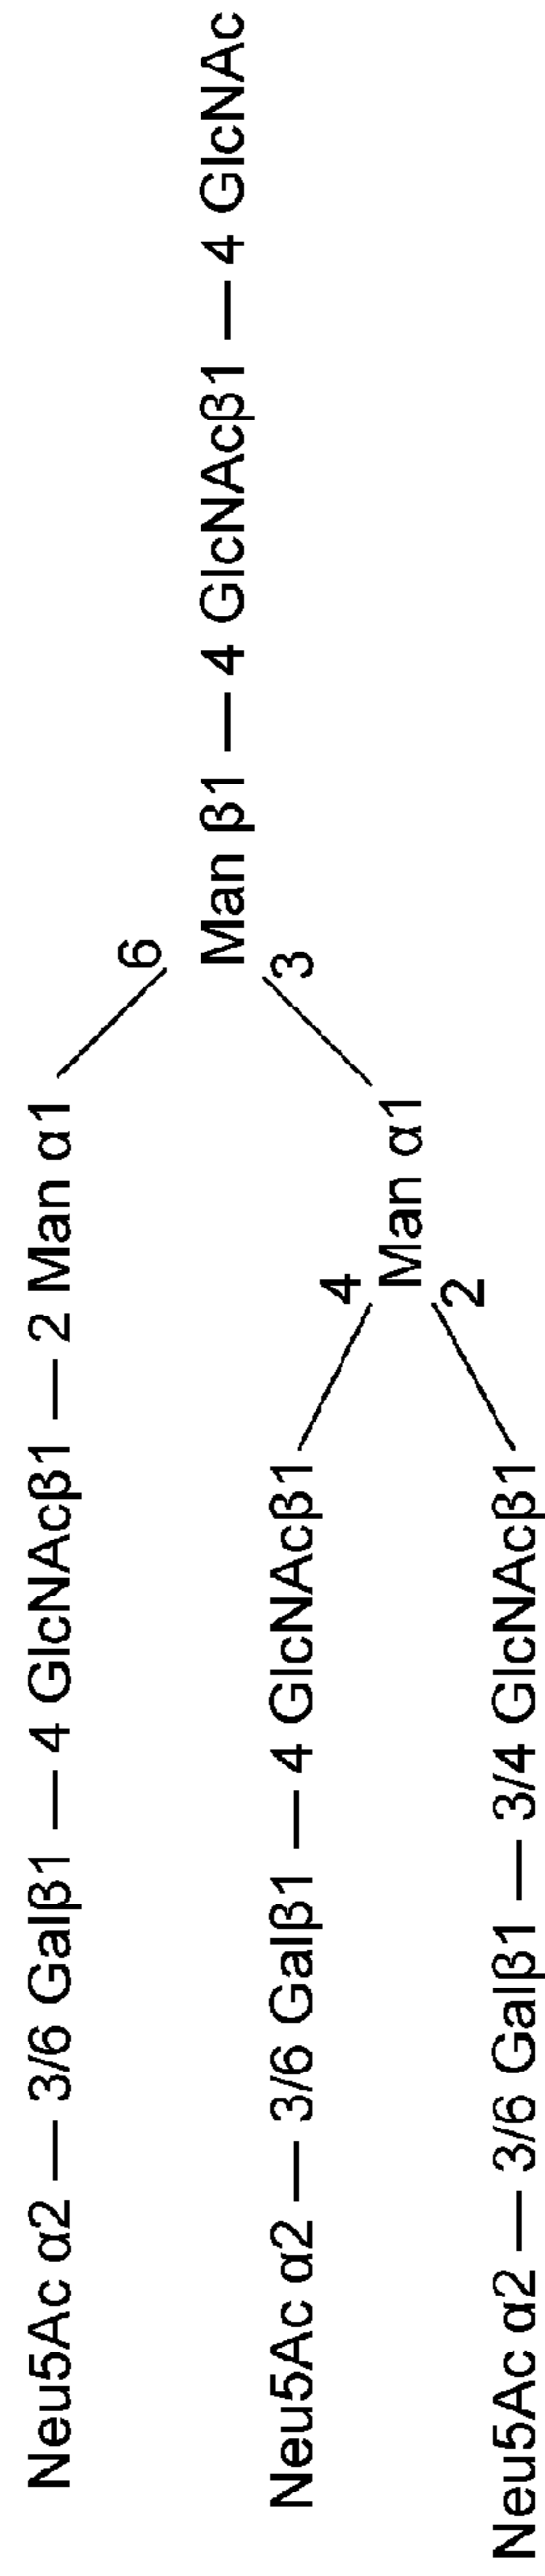 Neu5Ac α2 — 3/6 Galβ1 — 4 GlcNAcβ1 — 2 Man α1
6
Man β1 — 4 GlcNAcβ1 — 4 GlcNAc
3
4
Man α1
2
Neu5Ac α2 — 3/6 Galβ1 — 4 GlcNAcβ1
Neu5Ac α2 — 3/6 Galβ1 — 3/4 GlcNAcβ1